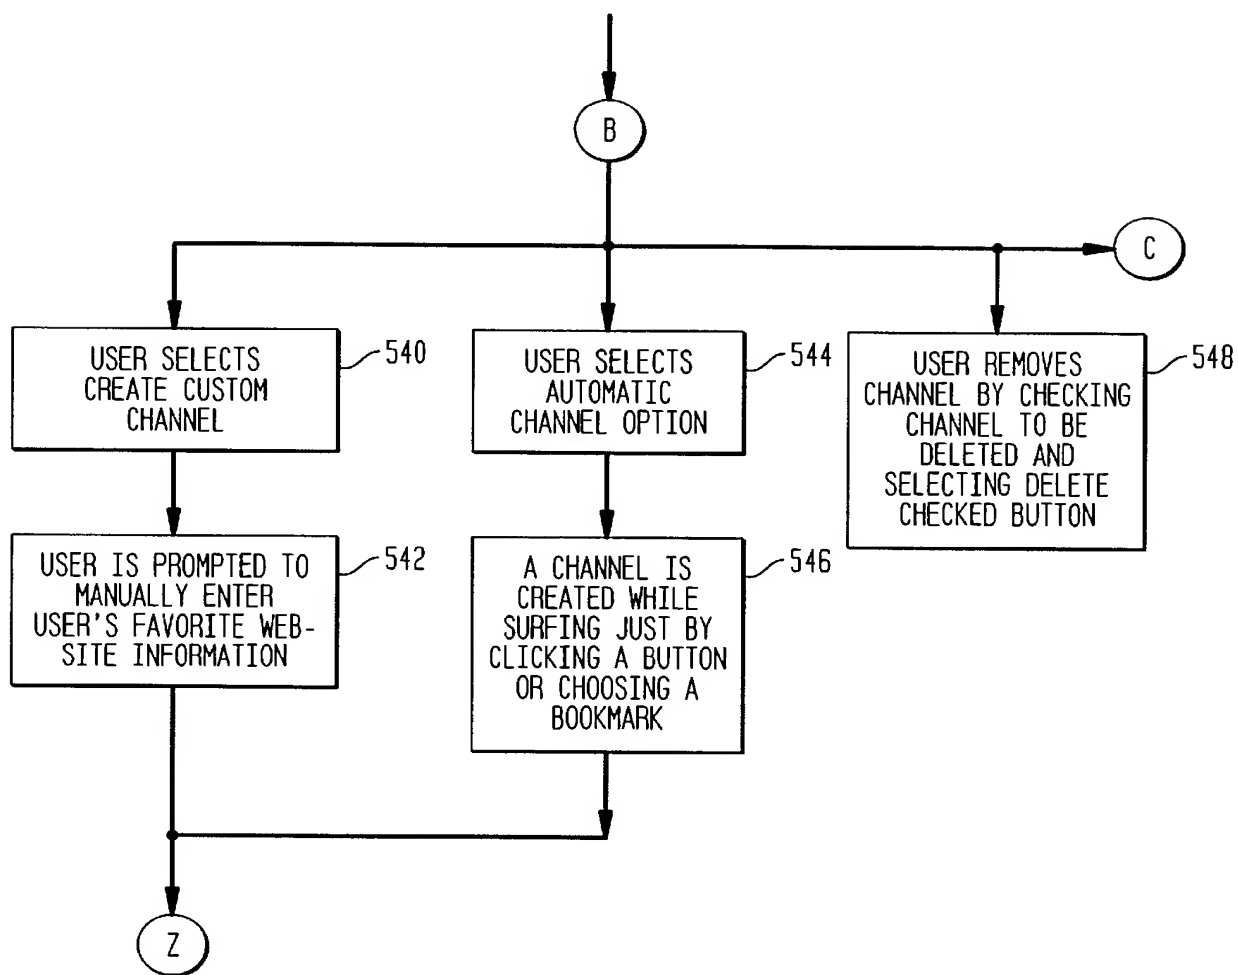 B
C
USER SELECTS
CREATE CUSTOM
CHANNEL
540
USER SELECTS
AUTOMATIC
CHANNEL OPTION
544
USER REMOVES
CHANNEL BY CHECKING
CHANNEL TO BE
DELETED AND
SELECTING DELETE
CHECKED BUTTON
548
USER IS PROMPTED TO
MANUALLY ENTER
USER'S FAVORITE WEB-
SITE INFORMATION
542
A CHANNEL IS
CREATED WHILE
SURFING JUST BY
CLICKING A BUTTON
OR CHOOSING A
BOOKMARK
546
Z